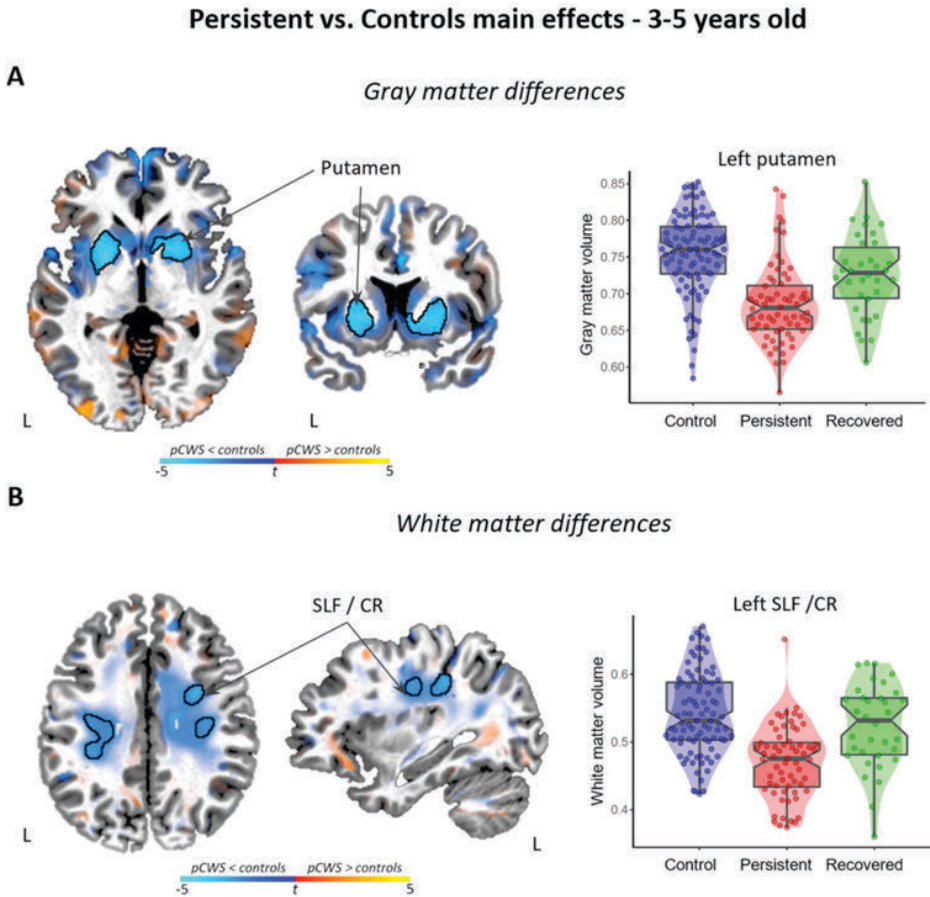 Persistent vs. Controls main effects - 3-5 years old
A
Gray matter differences
Putamen
L
L
pCWS < controls pCWS > controls
-5 t 5
Left putamen
Gray matter volume
0.85
0.80
0.75
0.70
0.65
0.60
Control Persistent Recovered
B
White matter differences
SLF / CR
L
L
pCWS < controls pCWS > controls
-5 t 5
Left SLF /CR
White matter volume
0.6
0.5
0.4
Control Persistent Recovered